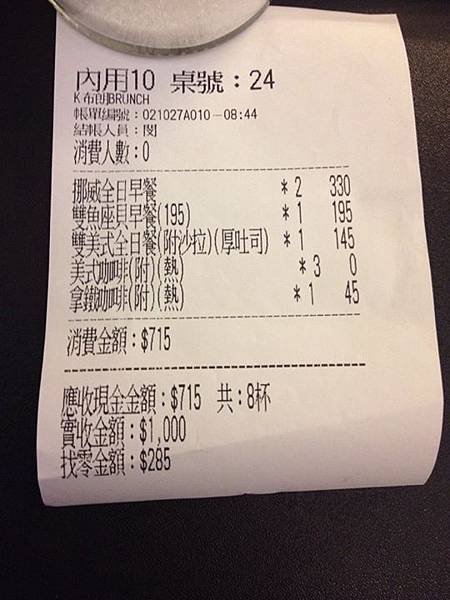 內用10 桌號：24
K布朗BRUNCH
帳單編號：021027A010-08:44
結帳人員：閔
消費人數：0
挪威全日早餐 *2 330
雙魚座貝早餐(195) *1 195
雙美式全日餐(附沙拉)(厚吐司) *1 145
美式咖啡(附)(熱) *3 0
拿鐵咖啡(附)(熱) *1 45
消費金額：$715
應收現金金額：$715 共：8杯
實收金額：$1,000
找零金額：$285